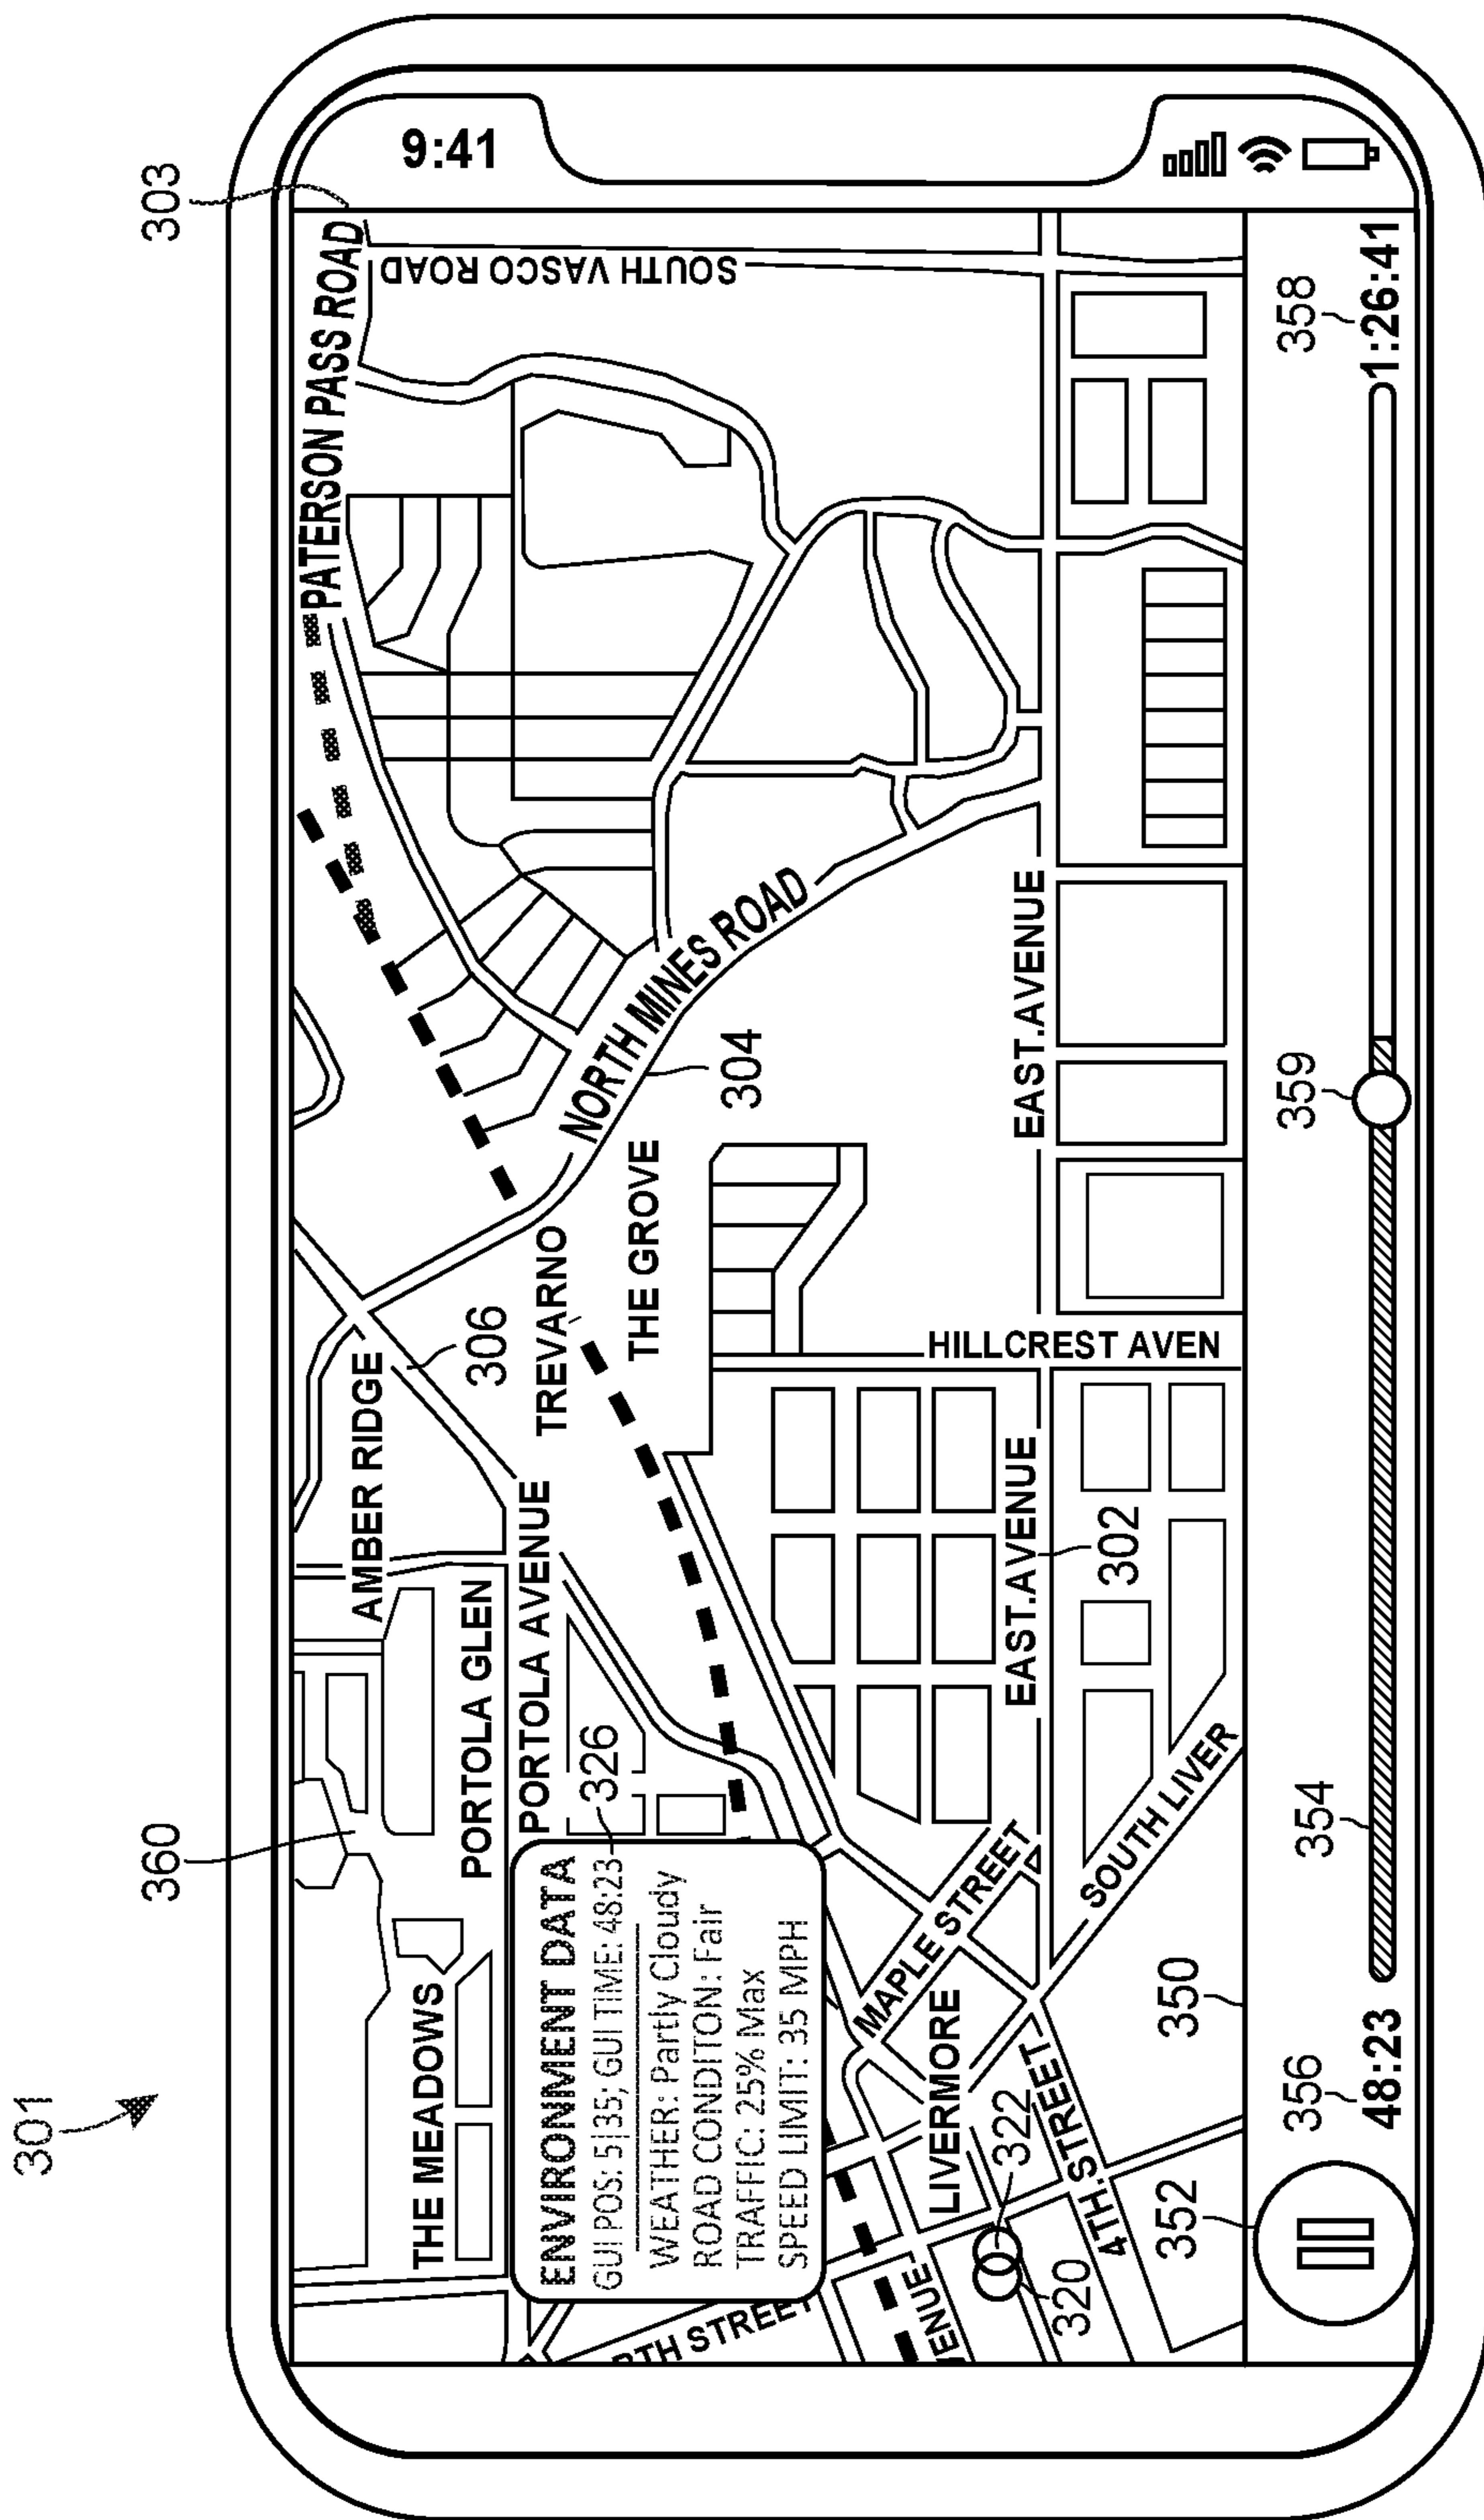 301
303
360
9:41
PATERSON PASS ROAD
SOUTH VASCO ROAD
AMBER RIDGE
306
THE MEADOWS
PORTOLA GLEN
PORTOLA AVENUE
TREVARNO
THE GROVE
NORTH MINES ROAD
304
326
ENVIRONMENT DATA
GUI POS: 5|35; GUI TIME: 48:23
WEATHER: Partly Cloudy
ROAD CONDITON: Fair
TRAFFIC: 25% Max
SPEED LIMIT: 35 MPH
RTH STREET
ENUE
MAPLE STREET
LIVERMORE
322
320
4TH.STREET
EAST.AVENUE
302
HILLCREST AVEN
EAST.AVENUE
SOUTH LIVER
352
350
356
48:23
354
359
358
1:26:41